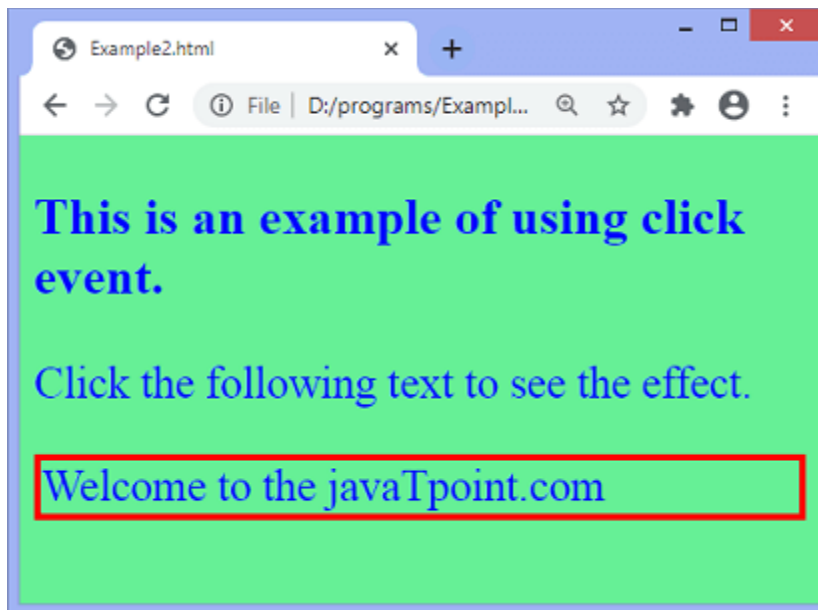 Example2.html
File D:/programs/Exampl...
This is an example of using click
event.
Click the following text to see the effect.
Welcome to the javaTpoint.com